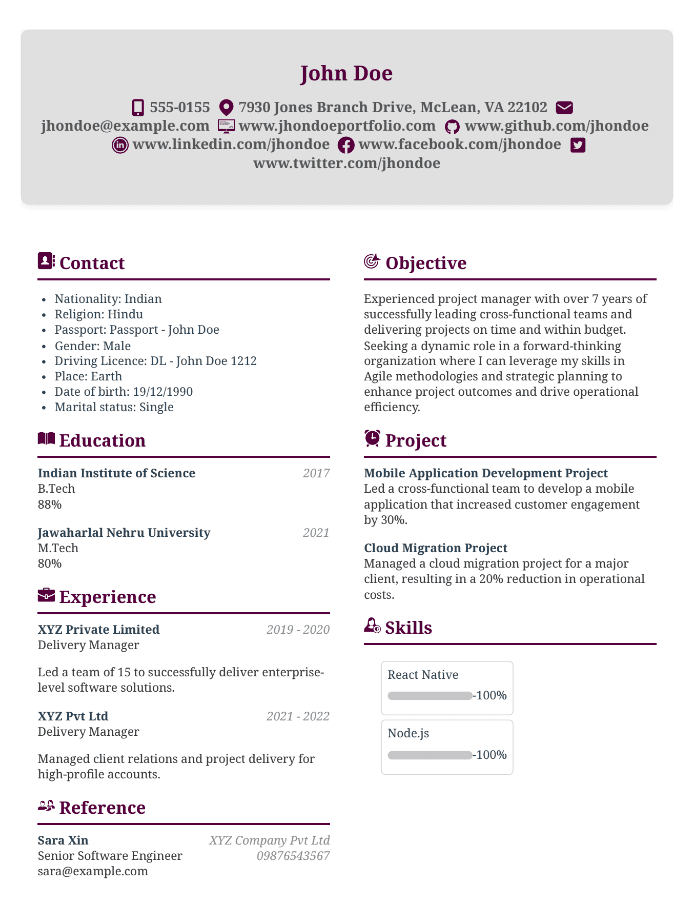 John Doe
555-0155 7930 Jones Branch Drive, McLean, VA 22102
jhondoe@example.com www.jhondoeportfolio.com www.github.com/jhondoe
www.linkedin.com/jhondoe www.facebook.com/jhondoe
www.twitter.com/jhondoe
Contact
• Nationality: Indian
• Religion: Hindu
• Passport: Passport - John Doe
• Gender: Male
• Driving Licence: DL - John Doe 1212
• Place: Earth
• Date of birth: 19/12/1990
• Marital status: Single
Education
Indian Institute of Science 2017
B.Tech
88%
Jawaharlal Nehru University 2021
M.Tech
80%
Experience
XYZ Private Limited 2019 - 2020
Delivery Manager
Led a team of 15 to successfully deliver enterprise-
level software solutions.
XYZ Pvt Ltd 2021 - 2022
Delivery Manager
Managed client relations and project delivery for
high-profile accounts.
Reference
Sara Xin XYZ Company Pvt Ltd
Senior Software Engineer 09876543567
sara@example.com
Objective
Experienced project manager with over 7 years of
successfully leading cross-functional teams and
delivering projects on time and within budget.
Seeking a dynamic role in a forward-thinking
organization where I can leverage my skills in
Agile methodologies and strategic planning to
enhance project outcomes and drive operational
efficiency.
Project
Mobile Application Development Project
Led a cross-functional team to develop a mobile
application that increased customer engagement
by 30%.
Cloud Migration Project
Managed a cloud migration project for a major
client, resulting in a 20% reduction in operational
costs.
Skills
React Native
-100%
Node.js
-100%